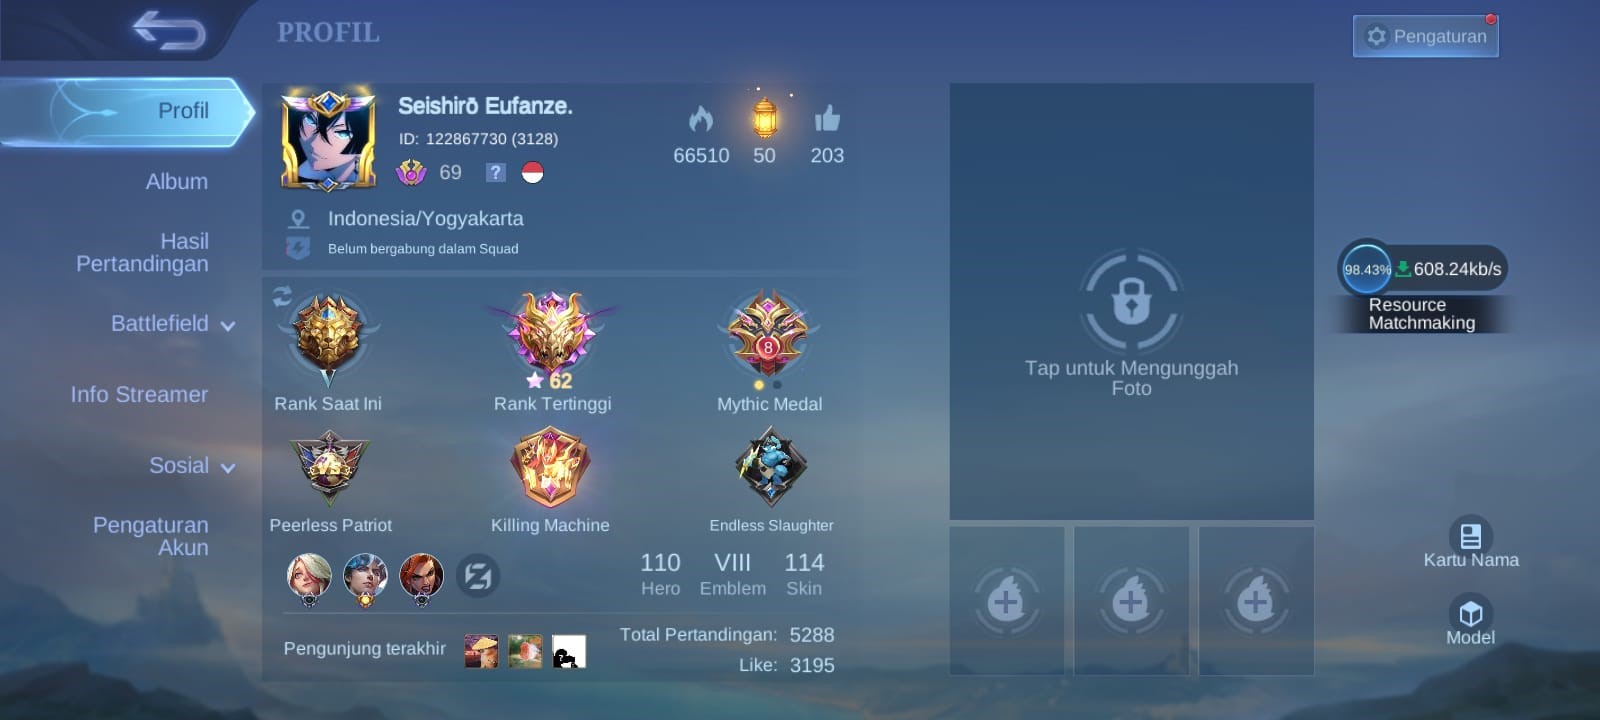 PROFIL
Pengaturan
Profil
Album
Hasil
Pertandingan
Battlefield
Info Streamer
Sosial
Pengaturan
Akun
Seishirō Eufanze.
ID: 122867730 (3128)
69 ?
66510 50 203
Indonesia/Yogyakarta
Belum bergabung dalam Squad
V
62
8
Rank Saat Ini
Rank Tertinggi
Mythic Medal
Peerless Patriot
Killing Machine
Endless Slaughter
110 VIII 114
Hero Emblem Skin
Pengunjung terakhir
Total Pertandingan: 5288
Like: 3195
Tap untuk Mengunggah
Foto
98.43% 608.24kb/s
Resource
Matchmaking
Kartu Nama
Model